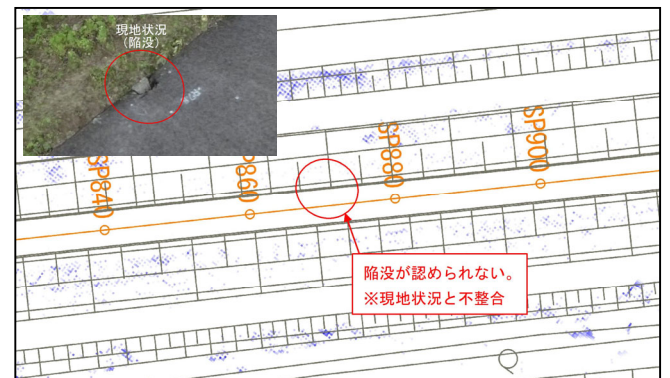 現地状況
（陥没）
SP840
P860
SP880
SP900
陥没が認められない。
※現地状況と不整合